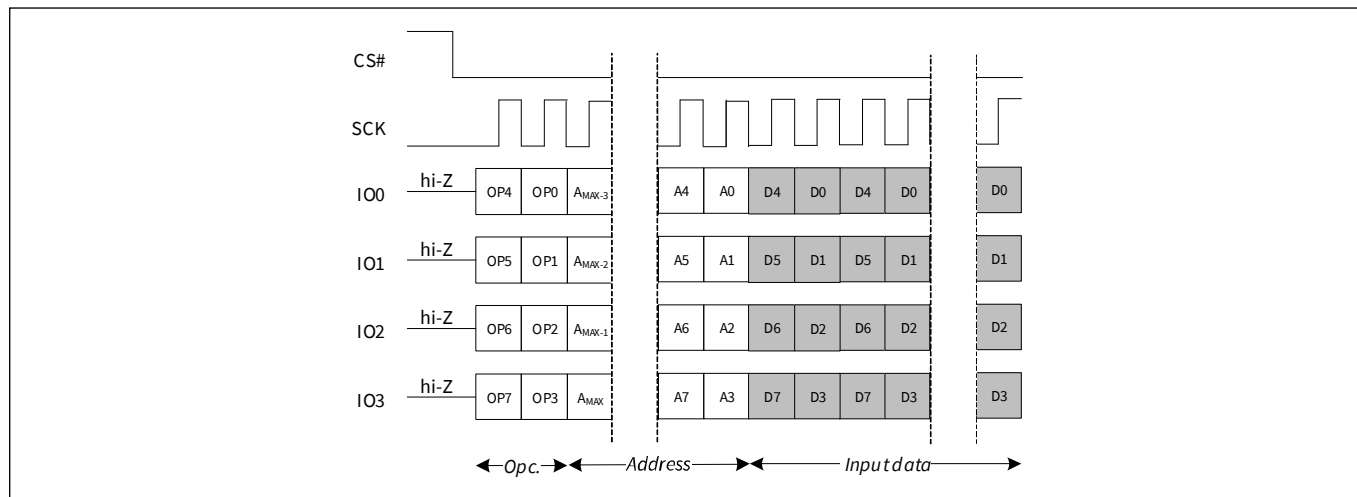 CS#
SCK
IO0 hi-Z OP4 OP0 AMAX-3 A4 A0 D4 D0 D4 D0 D0
IO1 hi-Z OP5 OP1 AMAX-2 A5 A1 D5 D1 D5 D1 D1
IO2 hi-Z OP6 OP2 AMAX-1 A6 A2 D6 D2 D6 D2 D2
IO3 hi-Z OP7 OP3 AMAX A7 A3 D7 D3 D7 D3 D3
Opc. Address Input data